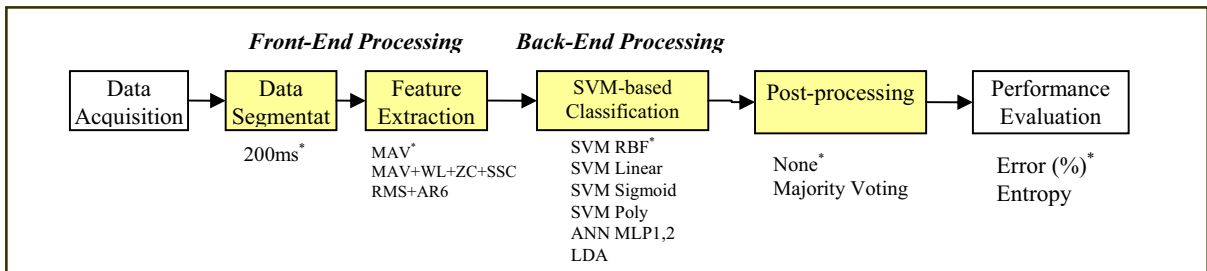 Front-End Processing
Back-End Processing
Data
Acquisition
Data
Segmentat
Feature
Extraction
SVM-based
Classification
Post-processing
Performance
Evaluation
200ms*
MAV*
MAV+WL+ZC+SSC
RMS+AR6
SVM RBF*
SVM Linear
SVM Sigmoid
SVM Poly
ANN MLP1,2
LDA
None*
Majority Voting
Error (%)*
Entropy